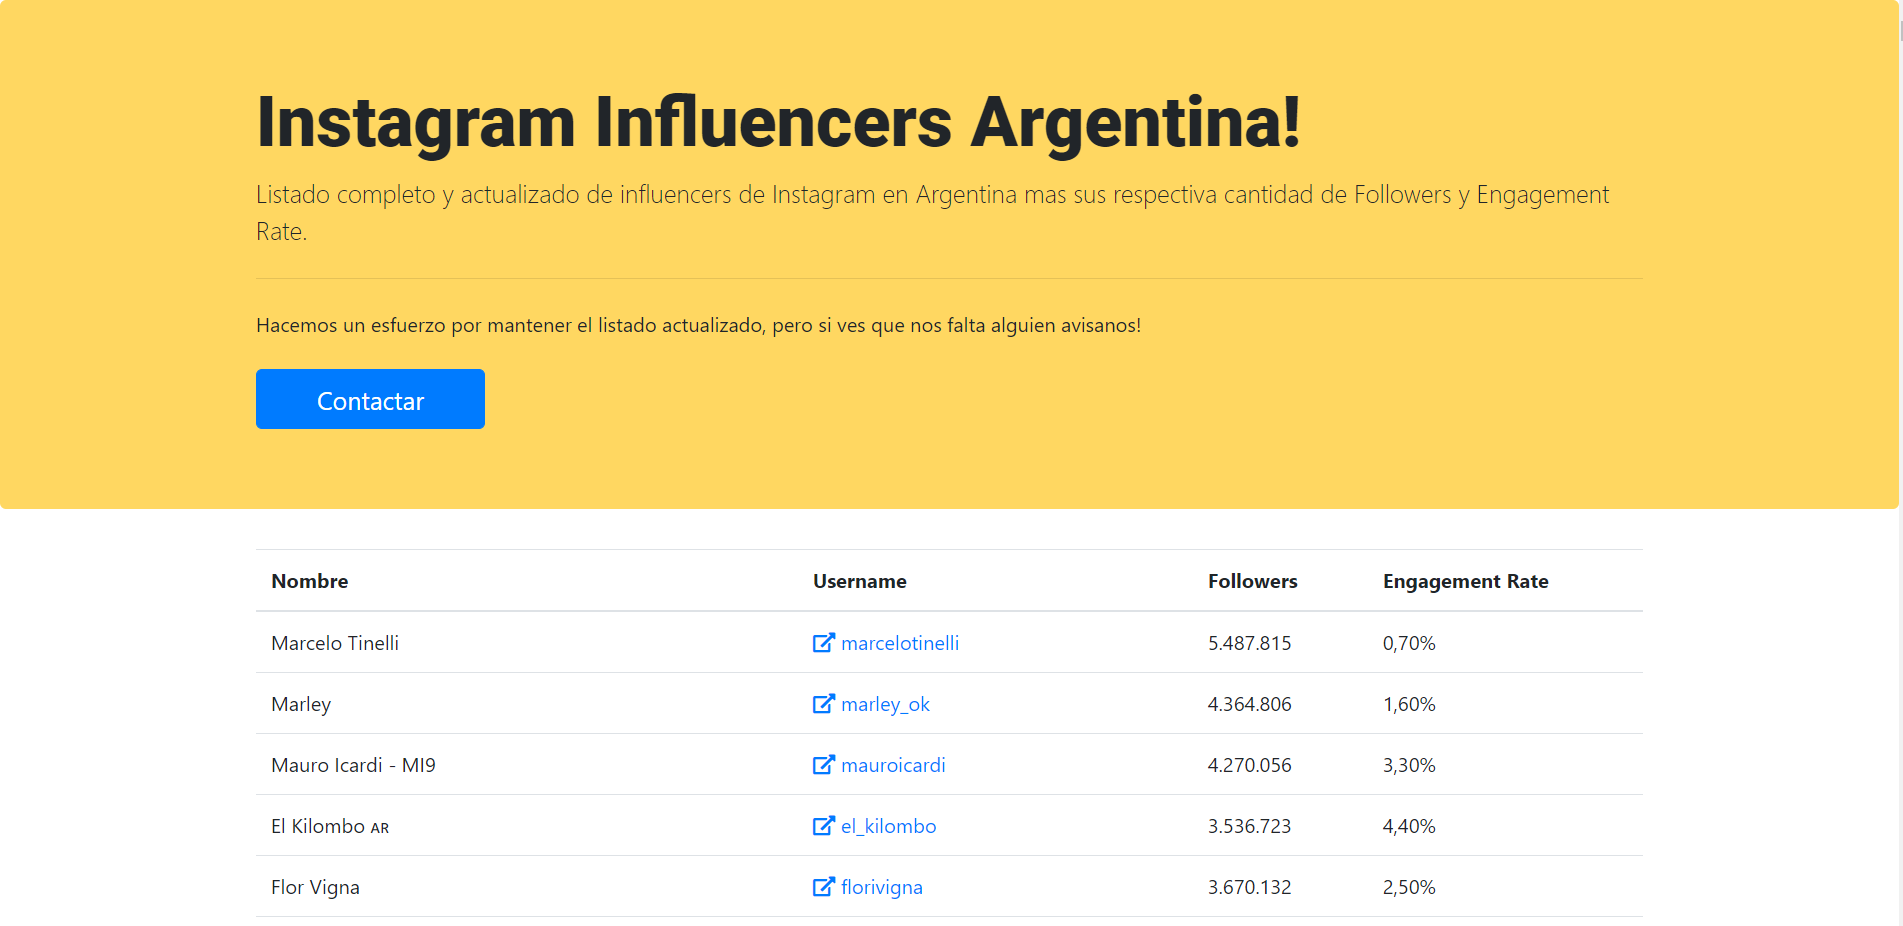 Instagram Influencers Argentina!
Listado completo y actualizado de influencers de Instagram en Argentina mas sus respectiva cantidad de Followers y Engagement
Rate.
Hacemos un esfuerzo por mantener el listado actualizado, pero si ves que nos falta alguien avisanos!
Contactar
Nombre Username Followers Engagement Rate
Marcelo Tinelli marcelotinelli 5.487.815 0,70%
Marley marley_ok 4.364.806 1,60%
Mauro Icardi - MI9 mauroicardi 4.270.056 3,30%
El Kilombo AR el_kilombo 3.536.723 4,40%
Flor Vigna florivigna 3.670.132 2,50%